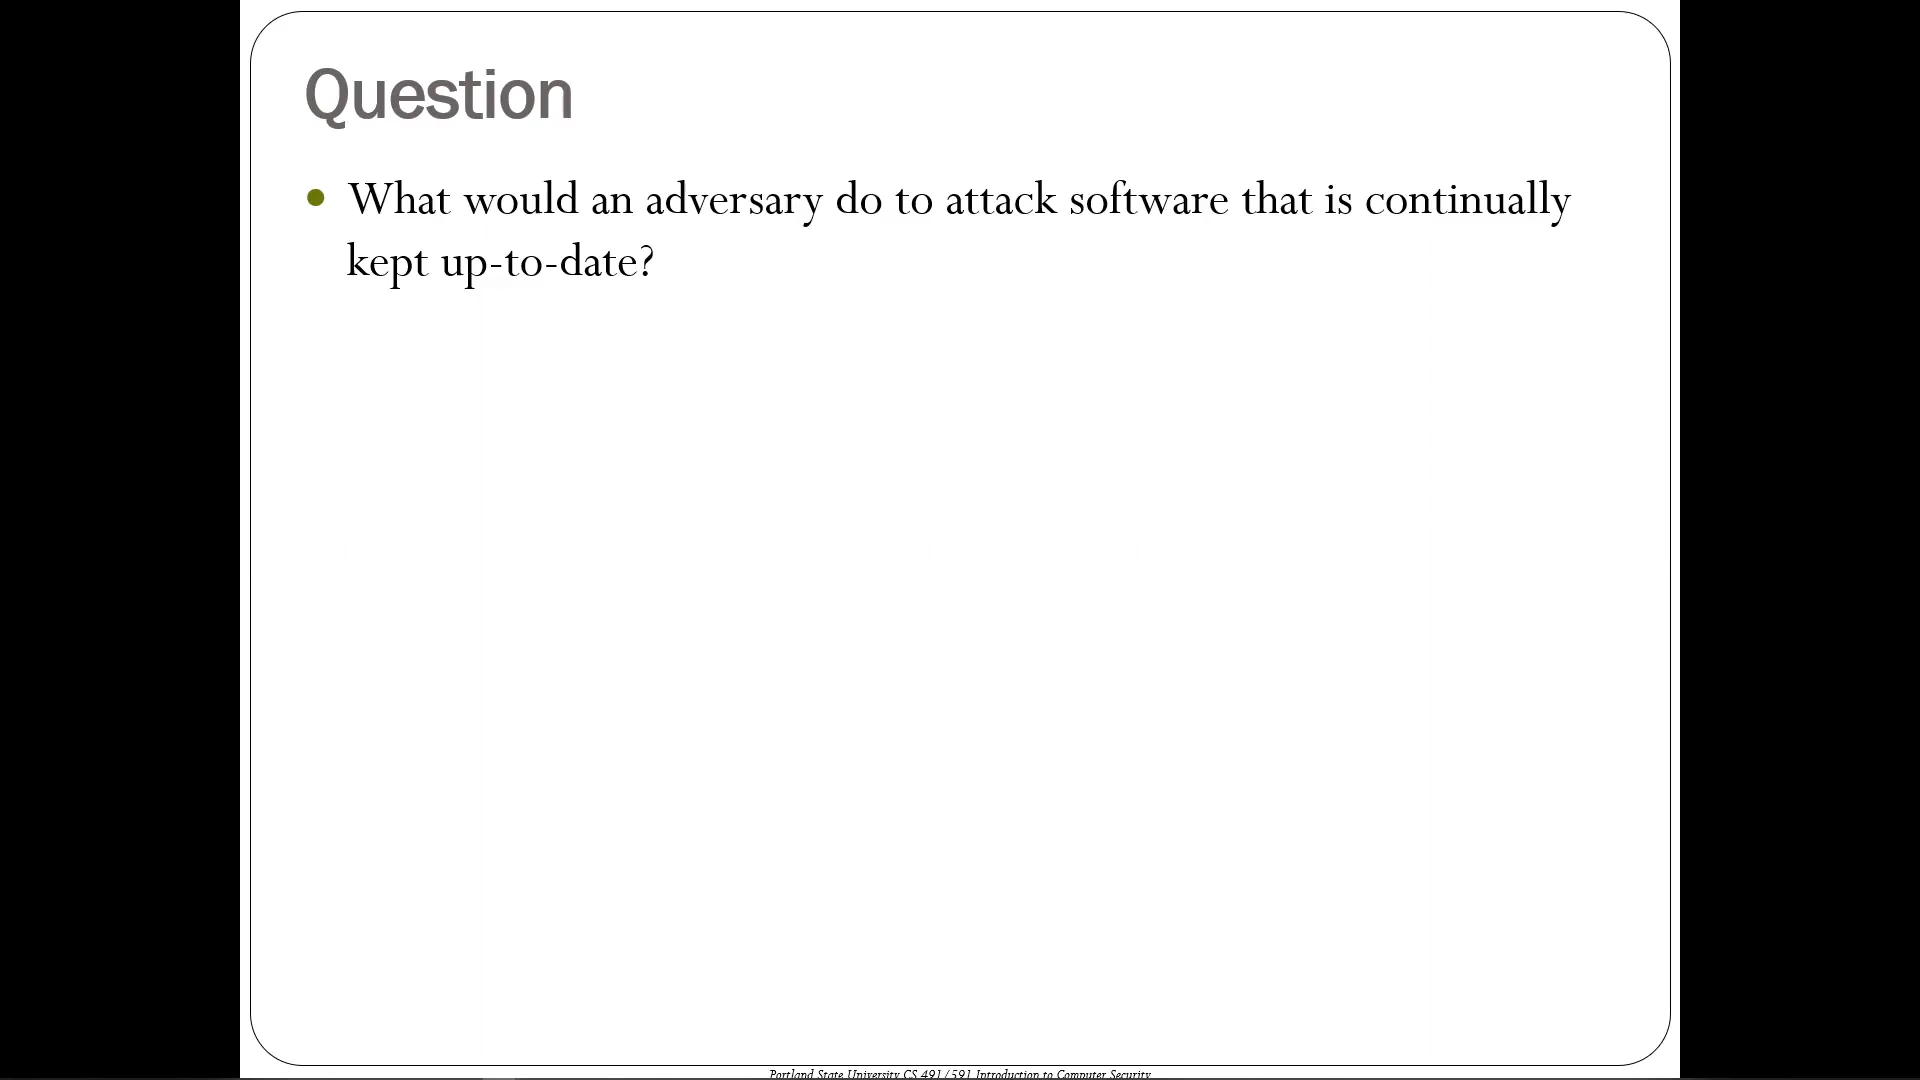 Question
What would an adversary do to attack software that is continually
kept up-to-date?
Portland State University CS 491/591 Introduction to Computer Security